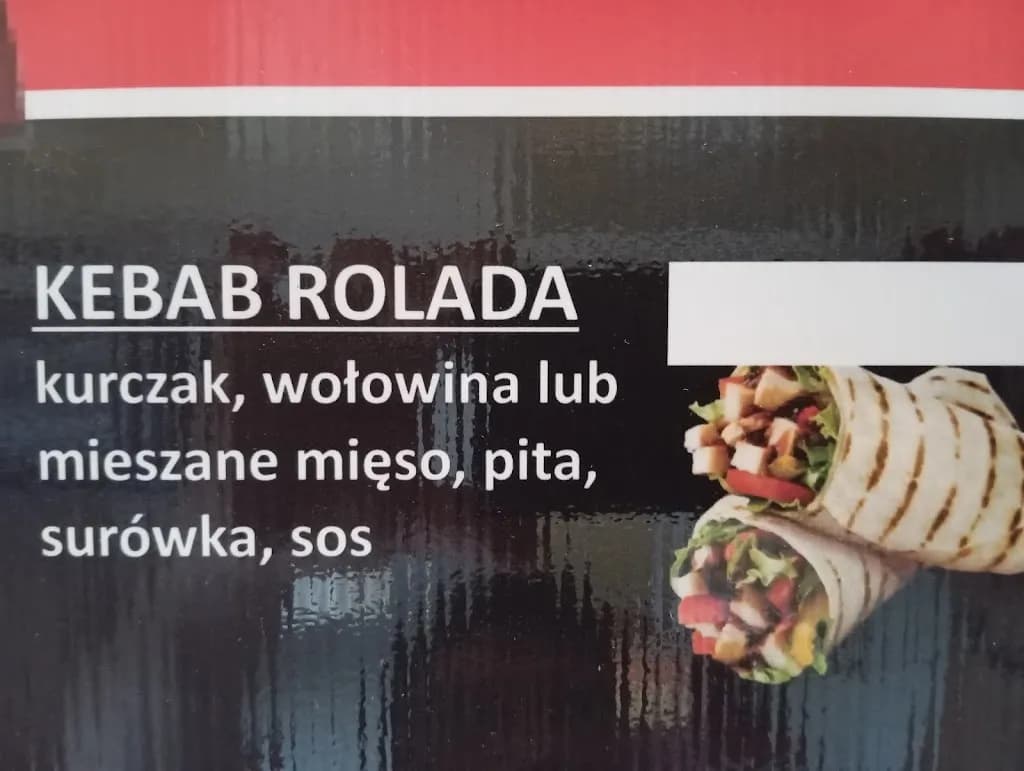 KEBAB ROLADA
kurczak, wołowina lub
mieszane mięso, pita,
surówka, sos